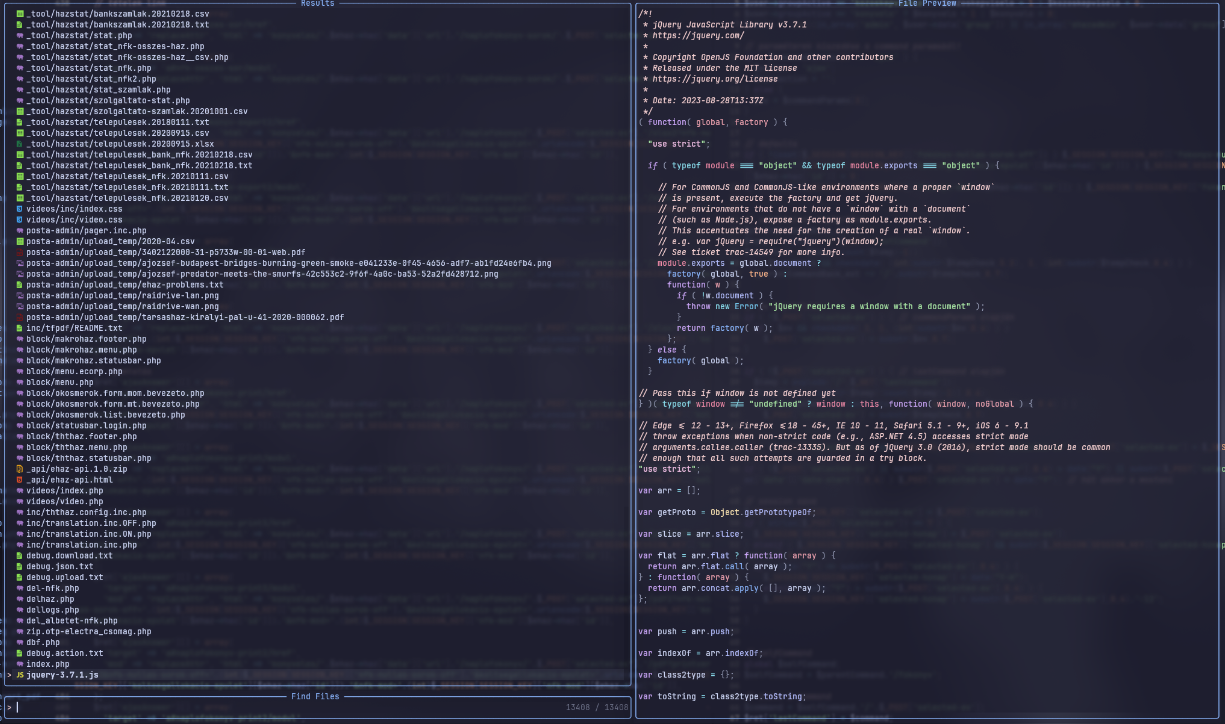 Results
_tool/hazstat/bankszamlak.20210218.csv
_tool/hazstat/bankszamlak.20210218.txt
_tool/hazstat/stat.php
_tool/hazstat/stat_nfk-osszes-haz.php
_tool/hazstat/stat_nfk-osszes-haz__csv.php
_tool/hazstat/stat_nfk.php
_tool/hazstat/stat_nfk2.php
_tool/hazstat/stat_szamlak.php
_tool/hazstat/szolgaltato-stat.php
_tool/hazstat/szolgaltato-szamlak.20201001.csv
_tool/hazstat/telepulesek.20180111.txt
_tool/hazstat/telepulesek.20200915.csv
_tool/hazstat/telepulesek.20200915.xlsx
_tool/hazstat/telepulesek_bank_nfk.20210218.csv
_tool/hazstat/telepulesek_bank_nfk.20210218.txt
_tool/hazstat/telepulesek_nfk.20210111.csv
_tool/hazstat/telepulesek_nfk.20210111.txt
_tool/hazstat/telepulesek_nfk.20210120.csv
videos/inc/index.css
videos/inc/video.css
posta-admin/pager.inc.php
posta-admin/upload_temp/2020-04.csv
posta-admin/upload_temp/3402122000-31-p5733w-00-01-web.pdf
posta-admin/upload_temp/ajozsef-budapest-bridges-burning-green-smoke-e041233e-0f45-4656-adf7-ab1fd24e6fb4.png
posta-admin/upload_temp/ajozsef-predator-meets-the-smurfs-42c553c2-9f6f-4a0c-ba53-52a2fd428712.png
posta-admin/upload_temp/ehaz-problems.txt
posta-admin/upload_temp/raidrive-lan.png
posta-admin/upload_temp/raidrive-wan.png
posta-admin/upload_temp/tarsashaz-kiralyi-pal-u-41-2020-000062.pdf
inc/tfpdf/README.txt
block/makrohaz.footer.php
block/makrohaz.menu.php
block/makrohaz.statusbar.php
block/menu.ecorp.php
block/menu.php
block/okosmerok.form.mom.bevezeto.php
block/okosmerok.form.mt.bevezeto.php
block/okosmerok.list.bevezeto.php
block/statusbar.login.php
block/ththaz.footer.php
block/ththaz.menu.php
block/ththaz.statusbar.php
_api/ehaz-api.1.0.zip
_api/ehaz-api.html
videos/index.php
videos/video.php
inc/ththaz.config.inc.php
inc/translation.inc.OFF.php
inc/translation.inc.ON.php
inc/translation.inc.php
debug.download.txt
debug.json.txt
debug.upload.txt
del-nfk.php
delhaz.php
dellogs.php
del_albetet-nfk.php
zip.otp-electra_csomag.php
dbf.php
debug.action.txt
index.php
> JS jquery-3.7.1.js
Find Files
> 13408 / 13408
File Preview
/*!
* jQuery JavaScript Library v3.7.1
* https://jquery.com/
*
* Copyright OpenJS Foundation and other contributors
* Released under the MIT license
* https://jquery.org/license
*
* Date: 2023-08-28T13:37Z
*/
( function( global, factory ) {
"use strict";
if ( typeof module === "object" && typeof module.exports === "object" ) {
// For CommonJS and CommonJS-like environments where a proper `window`
// is present, execute the factory and get jQuery.
// For environments that do not have a `window` with a `document`
// (such as Node.js), expose a factory as module.exports.
// This accentuates the need for the creation of a real `window`.
// e.g. var jQuery = require("jquery")(window);
// See ticket trac-14549 for more info.
module.exports = global.document ?
factory( global, true ) :
function( w ) {
if ( !w.document ) {
throw new Error( "jQuery requires a window with a document" );
}
return factory( w );
};
} else {
factory( global );
}
// Pass this if window is not defined yet
} )( typeof window !== "undefined" ? window : this, function( window, noGlobal ) {
// Edge <= 12 - 13+, Firefox <=18 - 45+, IE 10 - 11, Safari 5.1 - 9+, iOS 6 - 9.1
// throw exceptions when non-strict code (e.g., ASP.NET 4.5) accesses strict mode
// arguments.callee.caller (trac-13335). But as of jQuery 3.0 (2016), strict mode should be common
// enough that all such attempts are guarded in a try block.
"use strict";
var arr = [];
var getProto = Object.getPrototypeOf;
var slice = arr.slice;
var flat = arr.flat ? function( array ) {
return arr.flat.call( array );
} : function( array ) {
return arr.concat.apply( [], array );
};
var push = arr.push;
var indexOf = arr.indexOf;
var class2type = {};
var toString = class2type.toString;